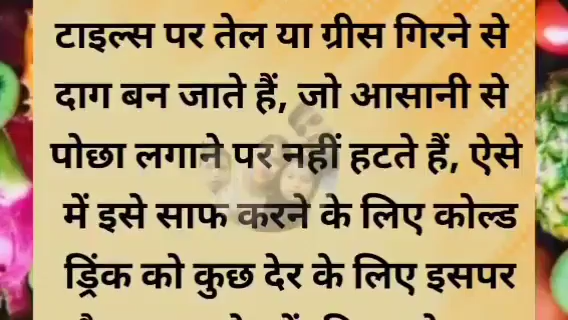 टाइल्स पर तेल या ग्रीस गिरने से
दाग बन जाते हैं, जो आसानी से
पोछा लगाने पर नहीं हटते हैं, ऐसे
में इसे साफ करने के लिए कोल्ड
ड्रिंक को कुछ देर के लिए इसपर